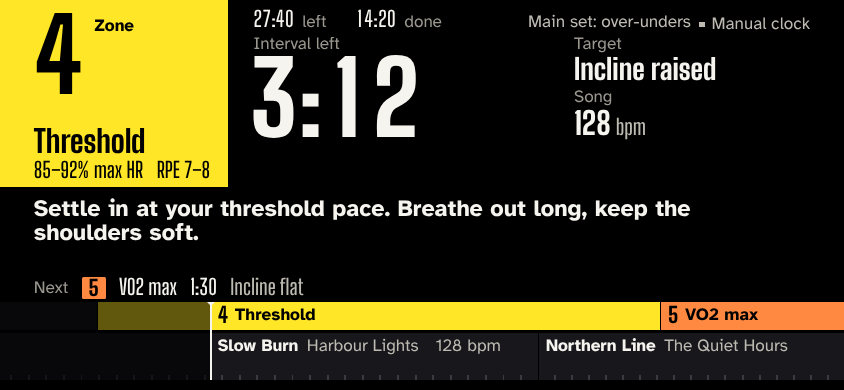 4 Zone
Threshold
85–92% max HR RPE 7–8
27:40 left 14:20 done
Interval left
3:12
Main set: over-unders ▪ Manual clock
Target
Incline raised
Song
128 bpm
Settle in at your threshold pace. Breathe out long, keep the
shoulders soft.
Next 5 VO2 max 1:30 Incline flat
4 Threshold 5 VO2 max
Slow Burn Harbour Lights 128 bpm Northern Line The Quiet Hours